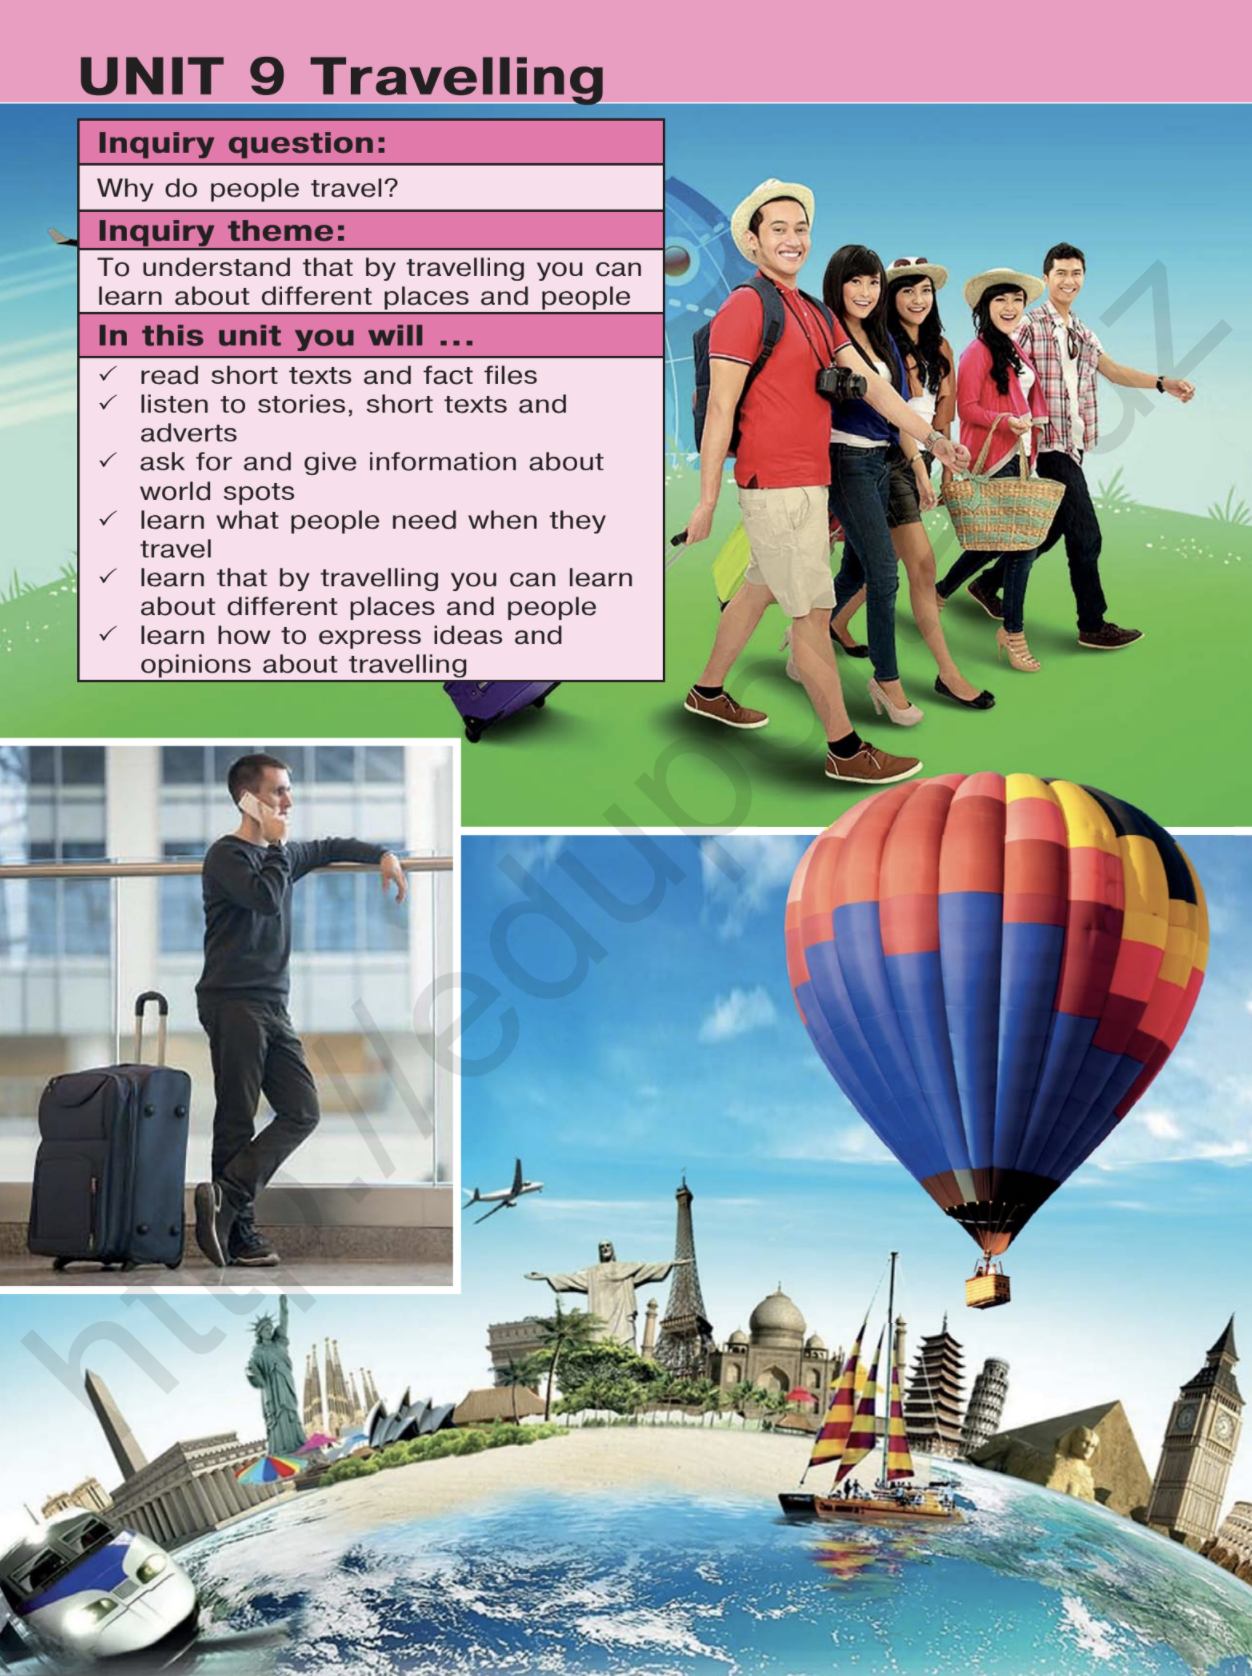 UNIT 9 Travelling
Inquiry question:
Why do people travel?
Inquiry theme:
To understand that by travelling you can
learn about different places and people
In this unit you will ...
✓ read short texts and fact files
✓ listen to stories, short texts and
adverts
✓ ask for and give information about
world spots
✓ learn what people need when they
travel
✓ learn that by travelling you can learn
about different places and people
✓ learn how to express ideas and
opinions about travelling